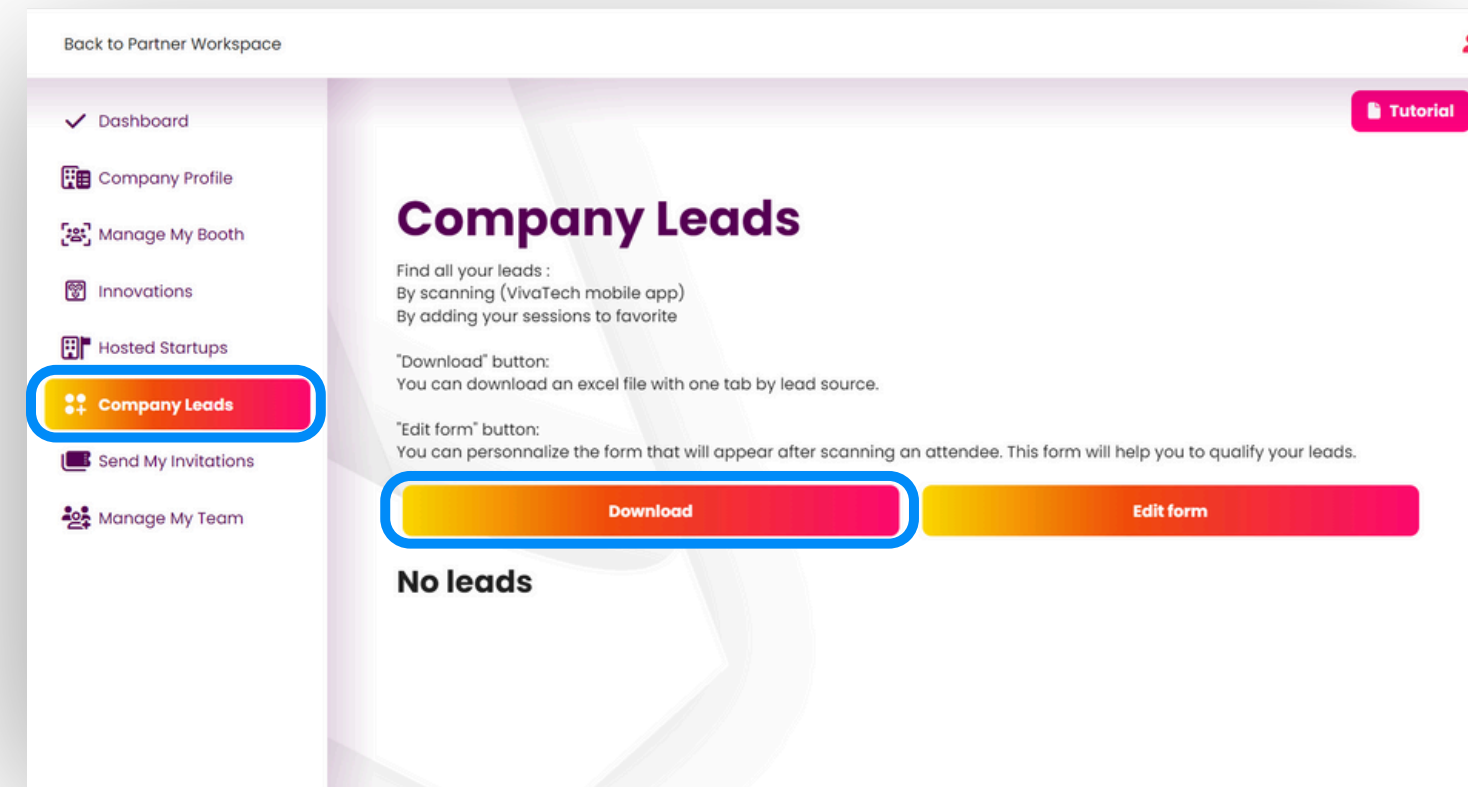 Back to Partner Workspace
Tutorial
Dashboard
Company Profile
Manage My Booth
Innovations
Hosted Startups
Company Leads
Send My Invitations
Manage My Team
Company Leads
Find all your leads :
By scanning (VivaTech mobile app)
By adding your sessions to favorite
"Download" button:
You can download an excel file with one tab by lead source.
"Edit form" button:
You can personnalize the form that will appear after scanning an attendee. This form will help you to qualify your leads.
Download
Edit form
No leads